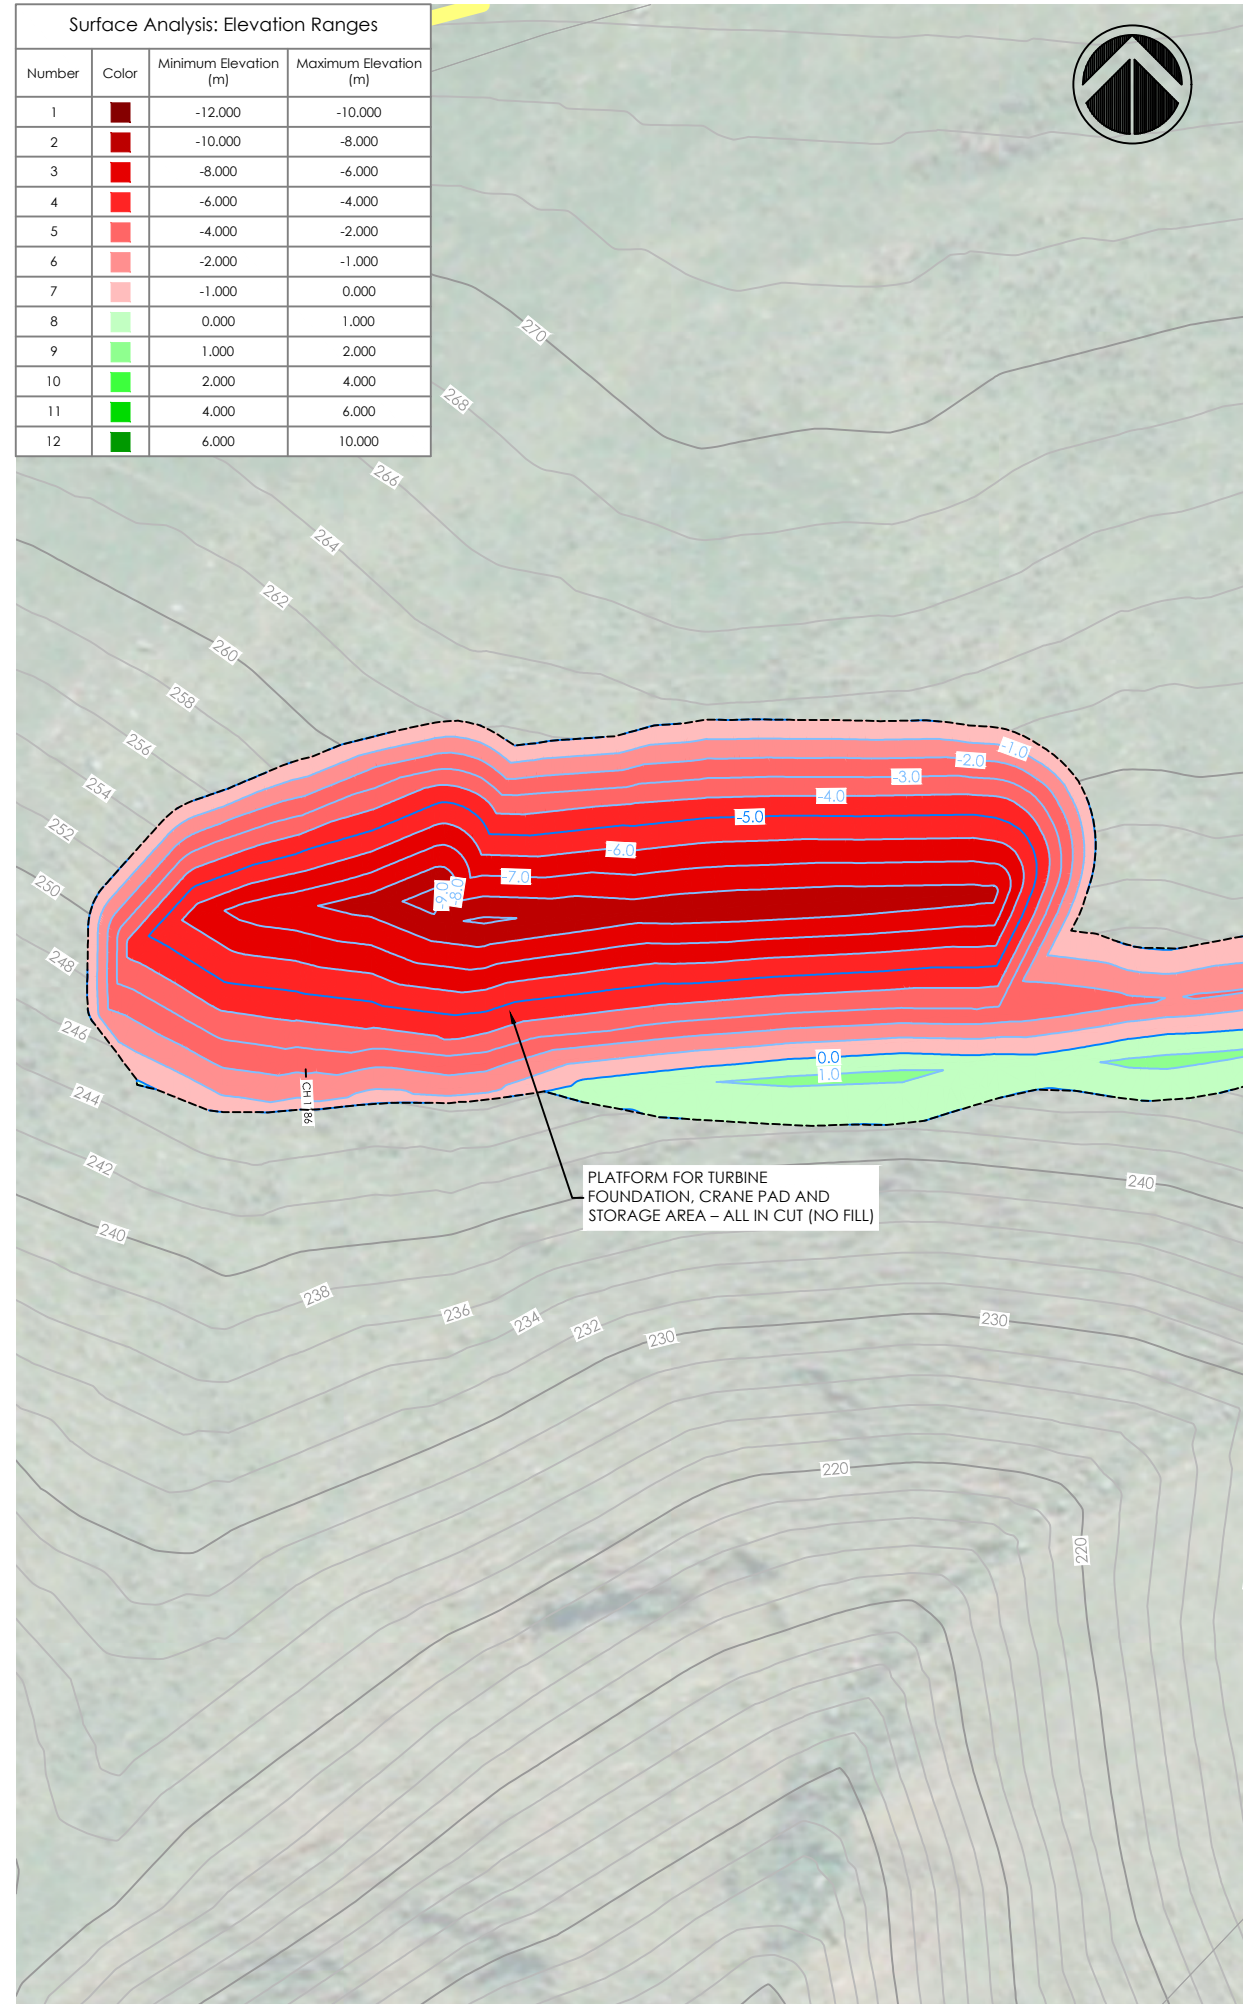 Surface Analysis: Elevation Ranges
Number Color Minimum Elevation (m) Maximum Elevation (m)
1 -12.000 -10.000
2 -10.000 -8.000
3 -8.000 -6.000
4 -6.000 -4.000
5 -4.000 -2.000
6 -2.000 -1.000
7 -1.000 0.000
8 0.000 1.000
9 1.000 2.000
10 2.000 4.000
11 4.000 6.000
12 6.000 10.000
270
268
266
264
262
260
258
256
254
252
250
248
246
244
242
240
-1.0
-2.0
-3.0
-4.0
-5.0
-6.0
-7.0
-8.0
-9.0
0.0
1.0
PLATFORM FOR TURBINE
FOUNDATION, CRANE PAD AND
STORAGE AREA – ALL IN CUT (NO FILL)
240
238
236
234
232
230
230
220
220